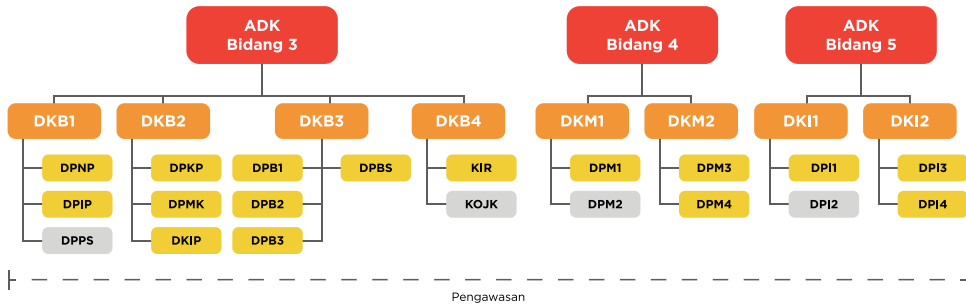 ADK
Bidang 3
ADK
Bidang 4
ADK
Bidang 5
DKB1
DKB2
DKB3
DKB4
DKM1
DKM2
DKI1
DKI2
DPNP
DPKP
DPB1
DPBS
KIR
DPM1
DPM3
DPI1
DPI3
DPIP
DPMK
DPB2
KOJK
DPM2
DPM4
DPI2
DPI4
DPPS
DKIP
DPB3
Pengawasan